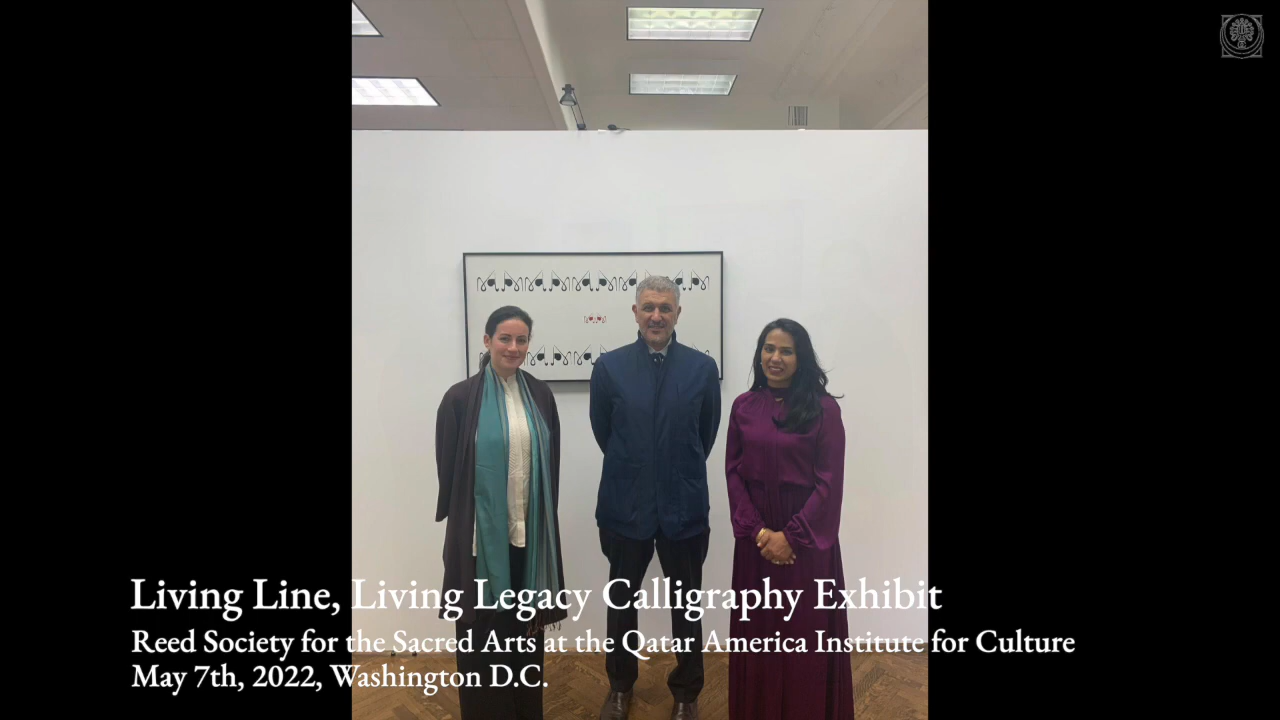 Living Line, Living Legacy Calligraphy Exhibit
Reed Society for the Sacred Arts at the Qatar America Institute for Culture
May 7th, 2022, Washington D.C.